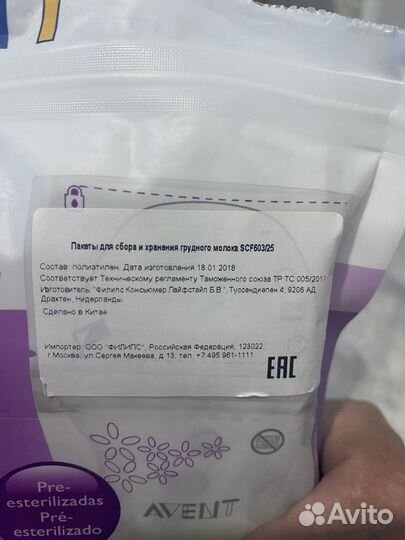 Пакеты для сбора и хранения грудного молока SCF603/25
Состав: полиэтилен. Дата изготовления 18.01.2018
Соответствует Техническому регламенту Таможенного союза ТР ТС 005/2011
Изготовитель: "Филипс Консьюмер Лайфстайл Б.В.", Туссендиепен 4, 9206 АД,
Драхтен, Нидерланды
Сделано в Китае
Импортер: ООО "ФИЛИПС", Российская Федерация, 123022,
г.Москва, ул.Сергея Макеева, д.13, тел. +7 495 961-1111
EAC
Pre-
esterilizadas
Pré-
esterilizado
AVENT
Avito